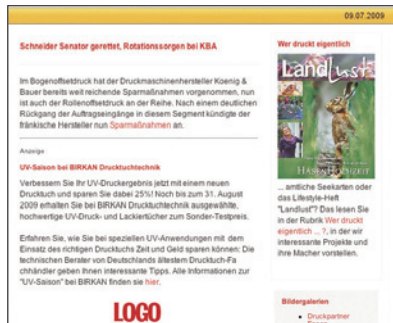 09.07.2009
Schneider Senator gerettet, Rotationssorgen bei KBA
Im Bogenoffsetdruck hat der Druckmaschinenhersteller Koenig &
Bauer bereits weit reichende Sparmaßnahmen vorgenommen, nun
ist auch der Rollenoffsetdruck an der Reihe. Nach einem deutlichen
Rückgang der Auftragseingänge in diesem Segment kündigte der
fränkische Hersteller nun Sparmaßnahmen an.
Anzeige
UV-Saison bei BIRKAN Drucktuchtechnik
Verbessern Sie Ihr UV-Druckergebnis jetzt mit einem neuen
Drucktuch und sparen Sie dabei 25%! Noch bis zum 31. August
2009 erhalten Sie bei BIRKAN Drucktuchtechnik ausgewählte,
hochwertige UV-Druck- und Lackiertücher zum Sonder-Testpreis.
Erfahren Sie, wie Sie bei speziellen UV-Anwendungen mit dem
Einsatz des richtigen Drucktuchs Zeit und Geld sparen können: Die
technischen Berater von Deutschlands ältestem Drucktuch-Fa
chhändler geben Ihnen interessante Tipps. Alle Informationen zur
"UV-Saison" bei BIRKAN finden sie hier.
LOGO
Wer druckt eigentlich
Landlust
HASENHOCHZEIT
... amtliche Seekarten oder
das Lifestyle-Heft
"Landlust"? Das lesen Sie
in der Rubrik Wer druckt
eigentlich ... ?, in der wir
interessante Projekte und
ihre Macher vorstellen.
Bildergalerien
Druckpartner